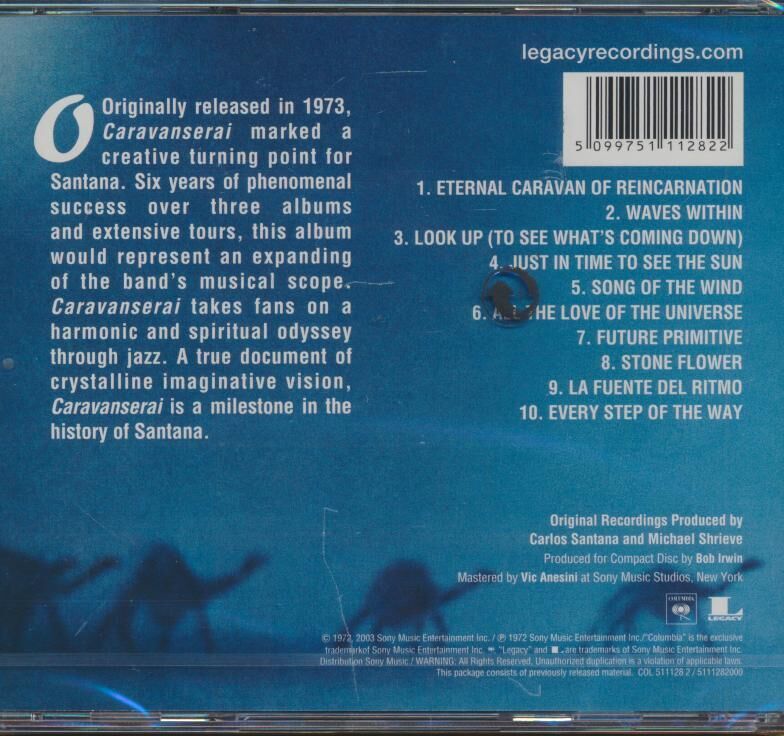 legacyrecordings.com
5 099751 112822
Originally released in 1973,
Caravanserai marked a
creative turning point for
Santana. Six years of phenomenal
success over three albums
and extensive tours, this album
would represent an expanding
of the band's musical scope.
Caravanserai takes fans on a
harmonic and spiritual odyssey
through jazz. A true document of
crystalline imaginative vision,
Caravanserai is a milestone in the
history of Santana.
1. ETERNAL CARAVAN OF REINCARNATION
2. WAVES WITHIN
3. LOOK UP (TO SEE WHAT'S COMING DOWN)
4. JUST IN TIME TO SEE THE SUN
5. SONG OF THE WIND
6. ALL THE LOVE OF THE UNIVERSE
7. FUTURE PRIMITIVE
8. STONE FLOWER
9. LA FUENTE DEL RITMO
10. EVERY STEP OF THE WAY
Original Recordings Produced by
Carlos Santana and Michael Shrieve
Produced for Compact Disc by Bob Irwin
Mastered by Vic Anesini at Sony Music Studios, New York
COLUMBIA
L LEGACY
© 1972, 2003 Sony Music Entertainment Inc. / ℗ 1972 Sony Music Entertainment Inc./"Columbia" is the exclusive
trademark of Sony Music Entertainment Inc. "Legacy" and L are trademarks of Sony Music Entertainment Inc.
Distribution Sony Music / WARNING: All Rights Reserved. Unauthorized duplication is a violation of applicable laws.
This package consists of previously released material. COL 511128 2 / 5111282000